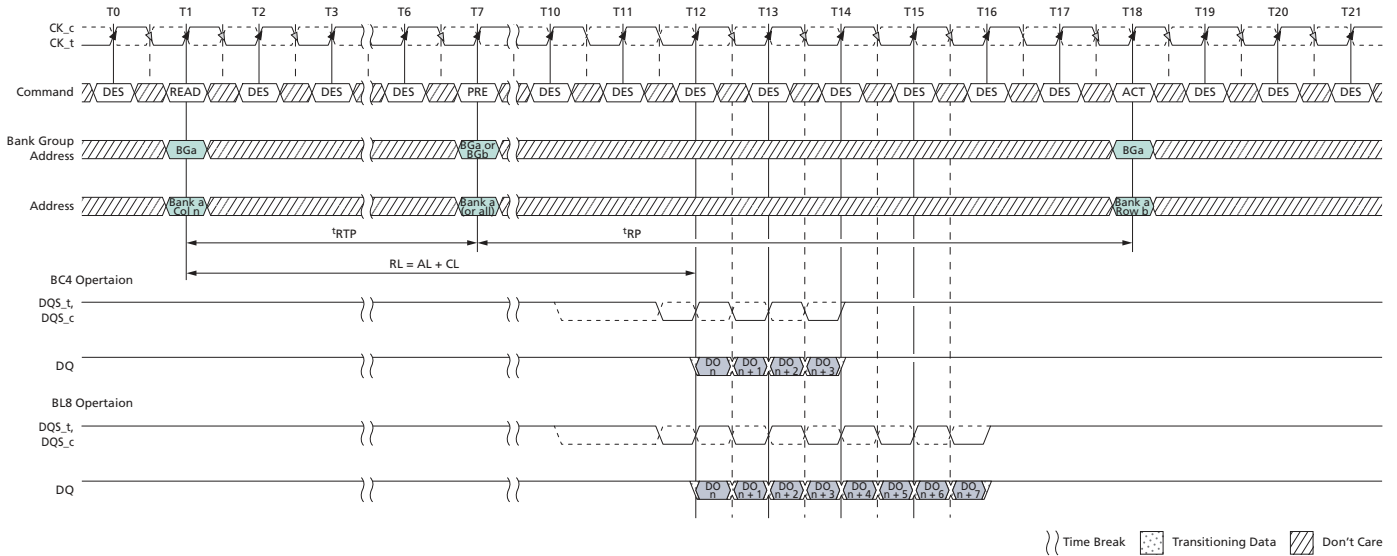 T0 T1 T2 T3 T6 T7 T10 T11 T12 T13 T14 T15 T16 T17 T18 T19 T20 T21
CK_c
CK_t
Command DES READ DES DES DES PRE DES DES DES DES DES DES DES DES ACT DES DES DES
Bank Group
Address
BGa
BGa or
BGb
BGa
Address
Bank a
Col n
Bank a
(or all)
Bank a
Row b
tRTP tRP
RL = AL + CL
BC4 Opertaion
DQS_t,
DQS_c
DQ
DO
n
DO
n + 1
DO
n + 2
DO
n + 3
BL8 Opertaion
DQS_t,
DQS_c
DQ
DO
n
DO
n + 1
DO
n + 2
DO
n + 3
DO
n + 4
DO
n + 5
DO
n + 6
DO
n + 7
Time Break Transitioning Data Don't Care